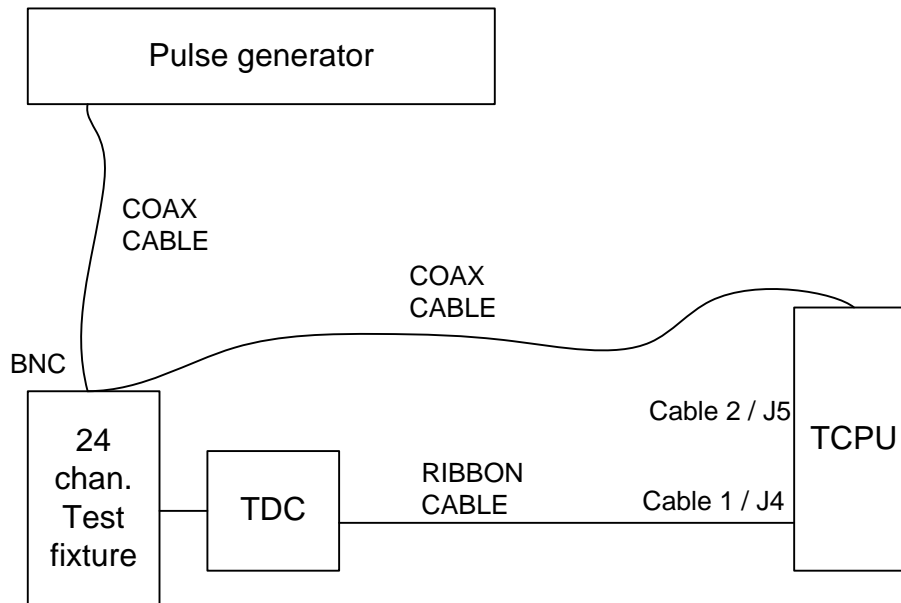 Pulse generator
COAX
CABLE
COAX
CABLE
BNC
Cable 2 / J5
TCPU
24
chan.
Test
fixture
TDC
RIBBON
CABLE
Cable 1 / J4